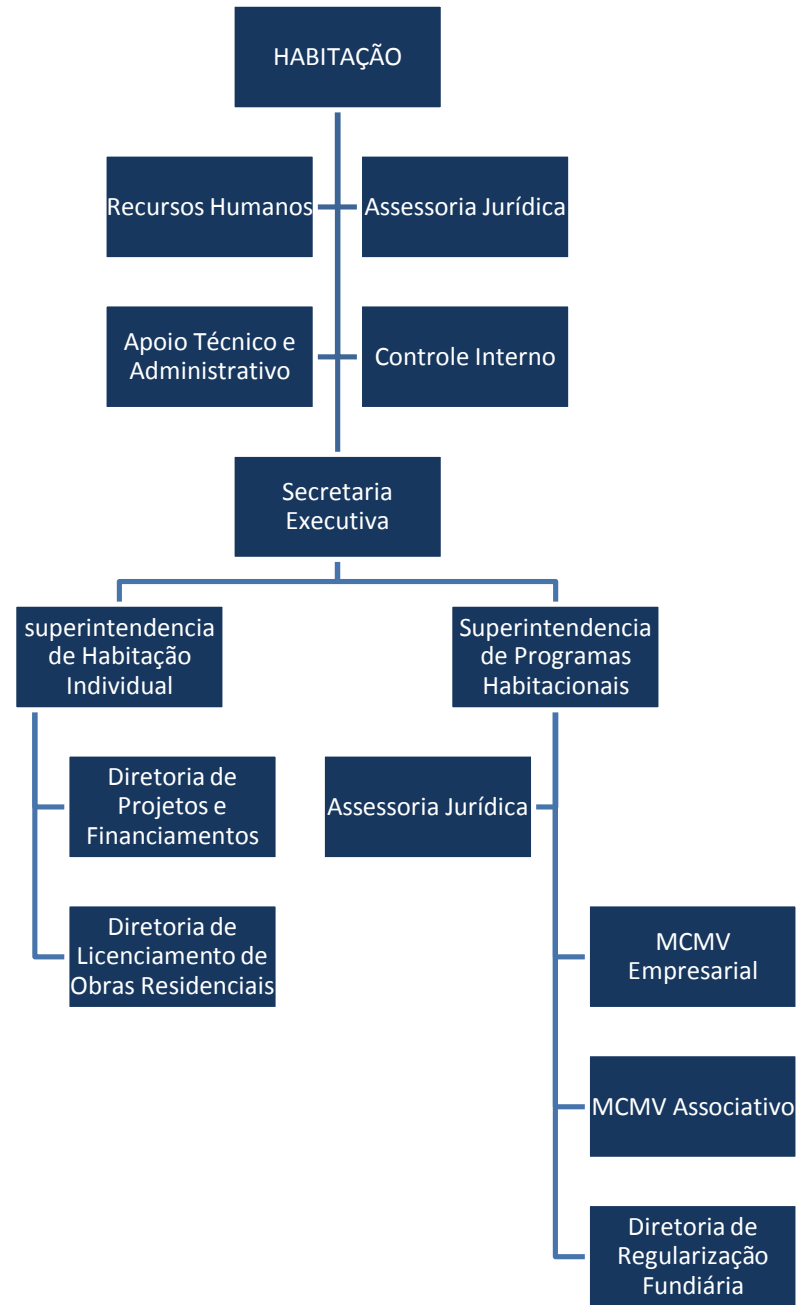 HABITAÇÃO
Recursos Humanos
Assessoria Jurídica
Apoio Técnico e
Administrativo
Controle Interno
Secretaria
Executiva
superintendencia
de Habitação
Individual
Superintendencia
de Programas
Habitacionais
Diretoria de
Projetos e
Financiamentos
Assessoria Jurídica
Diretoria de
Licenciamento de
Obras Residenciais
MCMV
Empresarial
MCMV Associativo
Diretoria de
Regularização
Fundiária